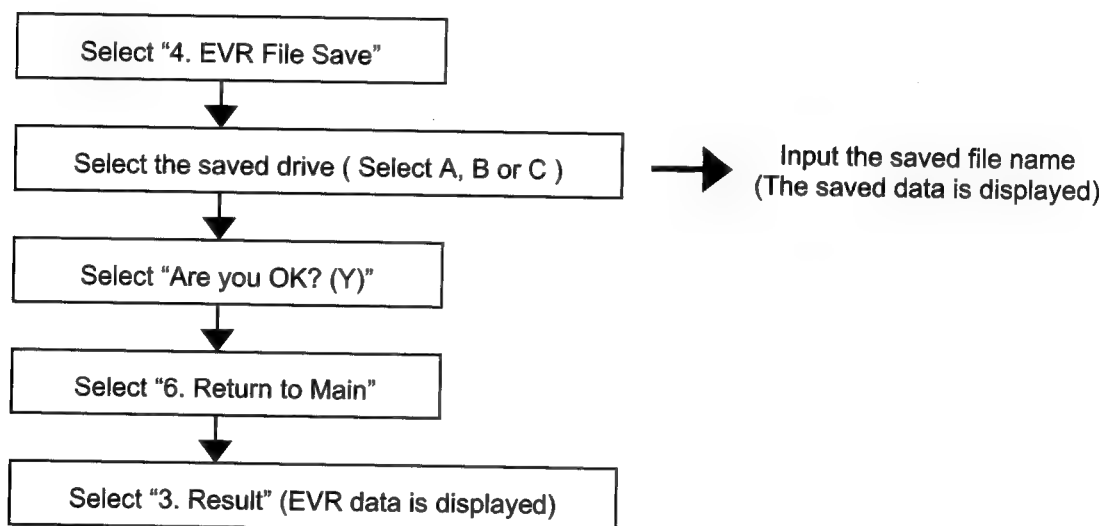 Select “4. EVR File Save”
Select the saved drive ( Select A, B or C )
Input the saved file name
(The saved data is displayed)
Select “Are you OK? (Y)”
Select “6. Return to Main”
Select “3. Result” (EVR data is displayed)